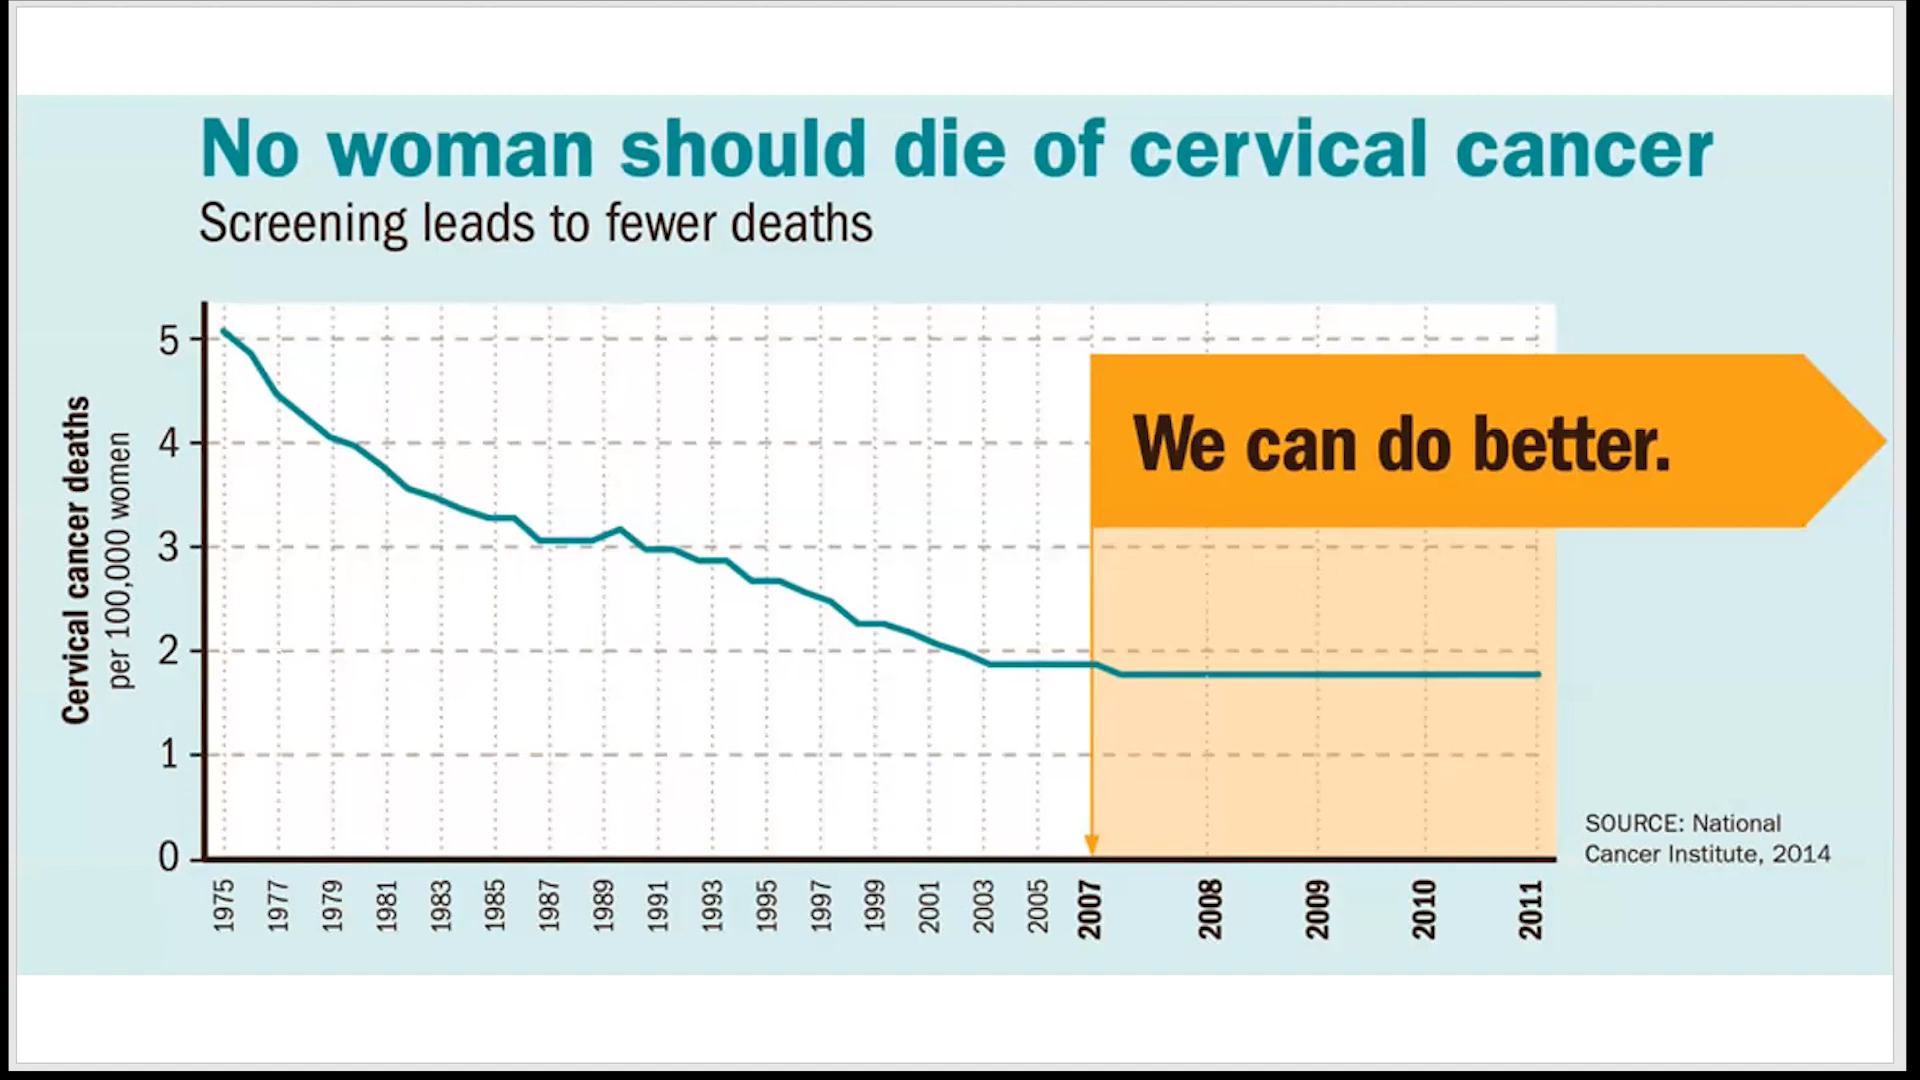 No woman should die of cervical cancer
Screening leads to fewer deaths
Cervical cancer deaths
per 100,000 women
5
4
3
2
1
0
We can do better.
1975 1977 1979 1981 1983 1985 1987 1989 1991 1993 1995 1997 1999 2001 2003 2005 2007 2008 2009 2010 2011
SOURCE: National
Cancer Institute, 2014